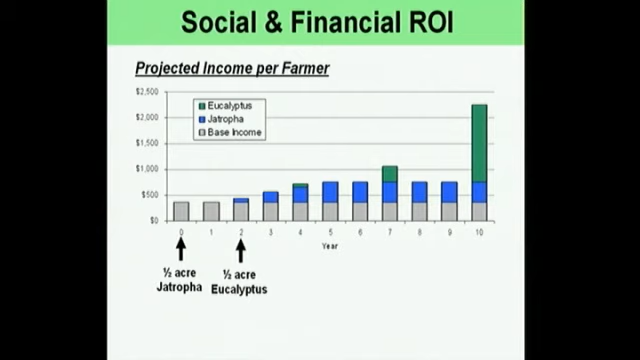 Social & Financial ROI
Projected Income per Farmer
$2,500
$2,000
$1,500
$1,000
$500
$0
Eucalyptus
Jatropha
Base Income
0 1 2 3 4 5 6 7 8 9 10
Year
½ acre
Jatropha
½ acre
Eucalyptus